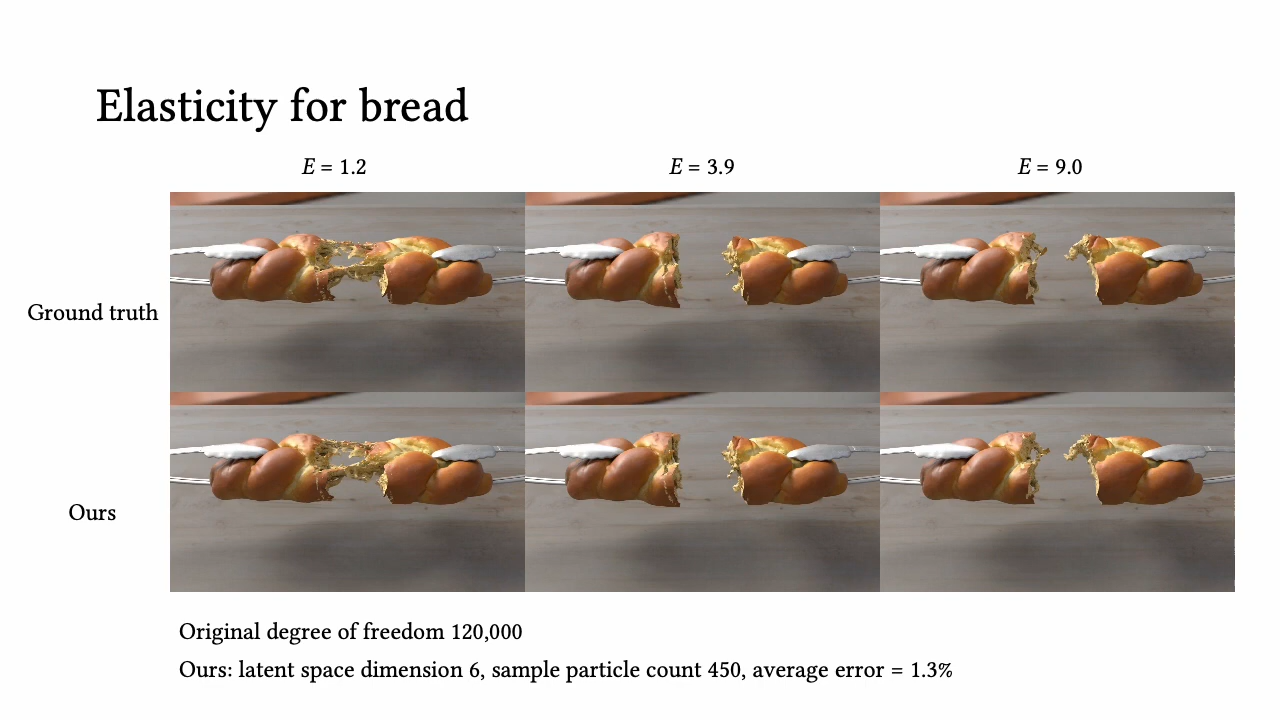 Elasticity for bread
E = 1.2
E = 3.9
E = 9.0
Ground truth
Ours
Original degree of freedom 120,000
Ours: latent space dimension 6, sample particle count 450, average error = 1.3%